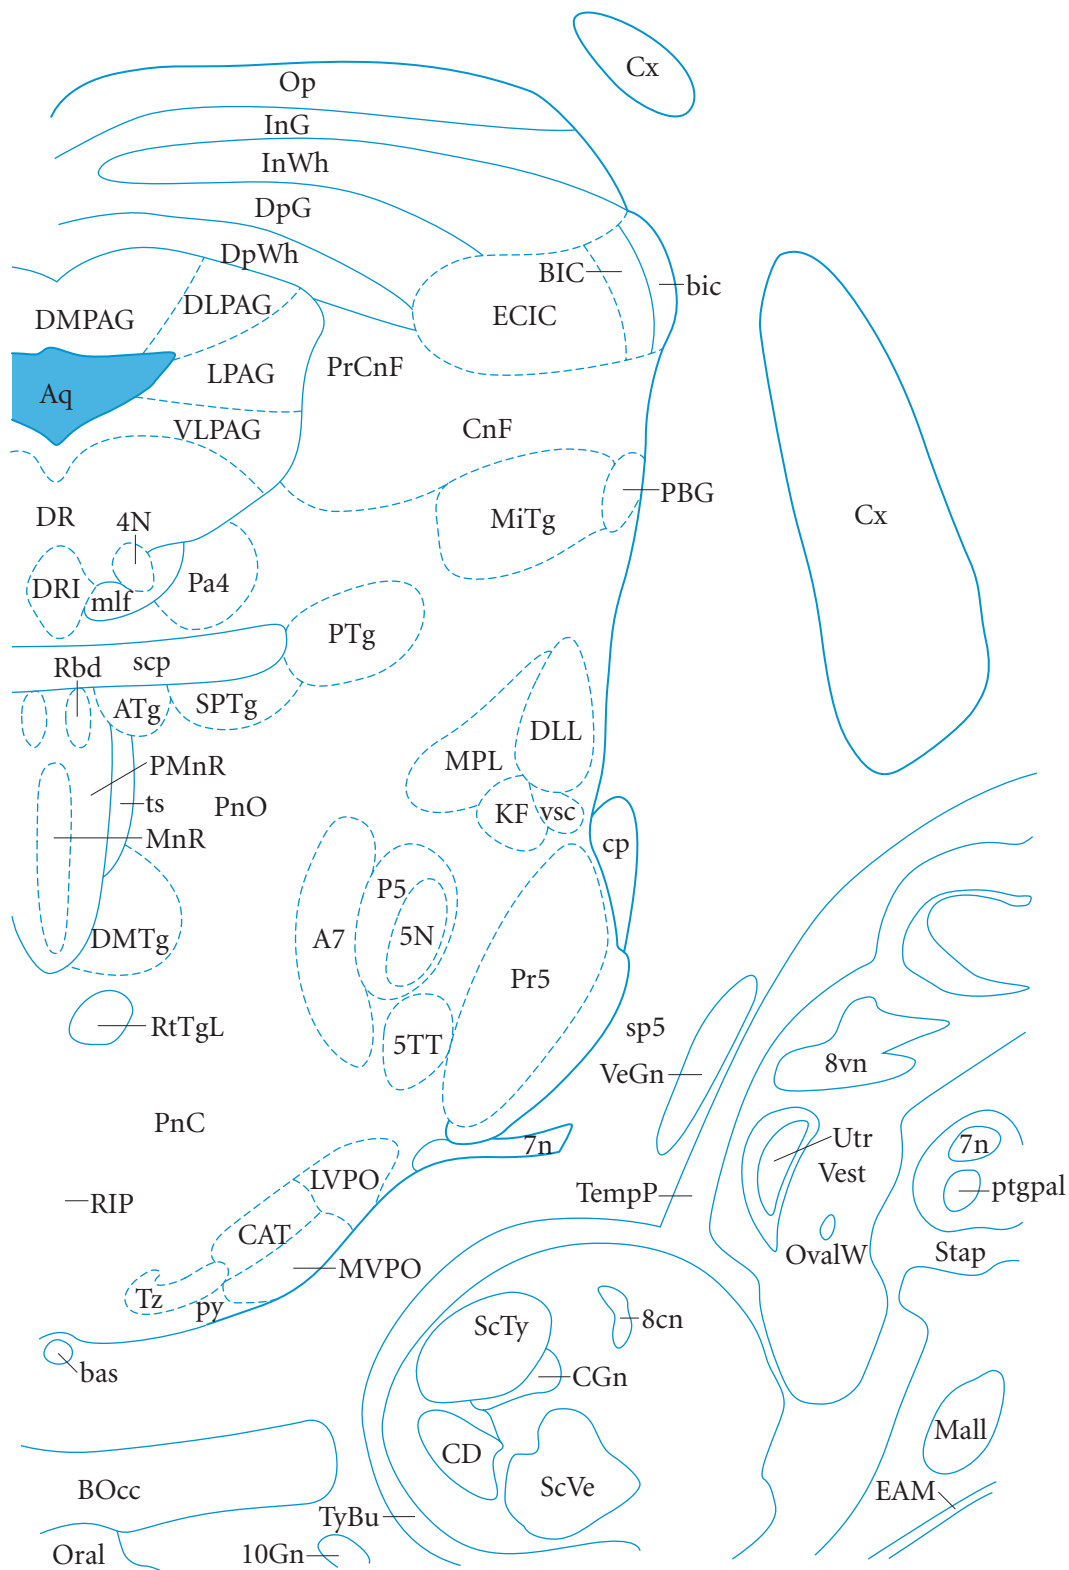 Cx
Op
InG
InWh
DpG
DpWh
BIC
bic
DLPAG
DMPAG
ECIC
LPAG
PrCnF
Aq
VLPAG
CnF
PBG
DR
4N
MiTg
Cx
DRI
mlf
Pa4
PTg
Rbd
scp
ATg
SPTg
DLL
PMnR
MPL
ts
PnO
KF
vsc
MnR
cp
P5
DMTg
A7
5N
Pr5
RtTgL
5TT
sp5
8vn
VeGn
PnC
7n
Utr
7n
Vest
LVPO
TempP
ptgpal
RIP
CAT
OvalW
Stap
MVPO
Tz
py
ScTy
8cn
bas
CGn
Mall
CD
BOcc
ScVe
EAM
TyBu
Oral
10Gn